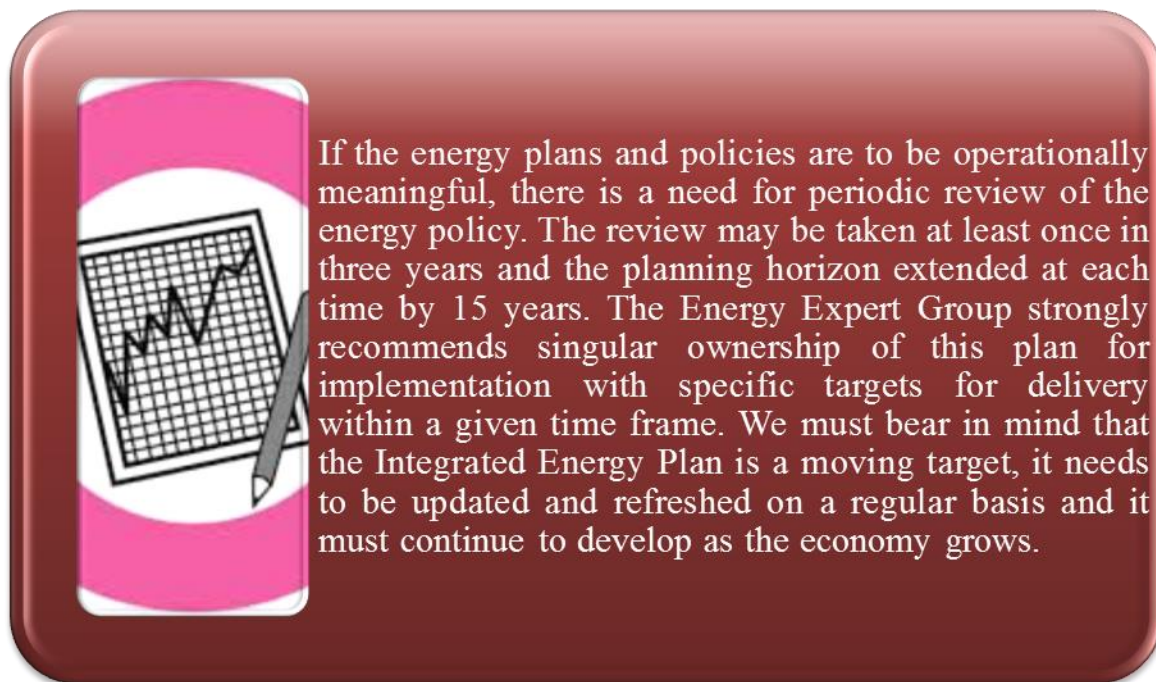 If the energy plans and policies are to be operationally
meaningful, there is a need for periodic review of the
energy policy. The review may be taken at least once in
three years and the planning horizon extended at each
time by 15 years. The Energy Expert Group strongly
recommends singular ownership of this plan for
implementation with specific targets for delivery
within a given time frame. We must bear in mind that
the Integrated Energy Plan is a moving target, it needs
to be updated and refreshed on a regular basis and it
must continue to develop as the economy grows.